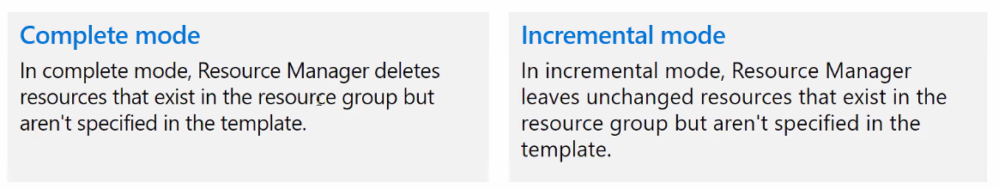 Complete mode
In complete mode, Resource Manager deletes
resources that exist in the resource group but
aren't specified in the template.
Incremental mode
In incremental mode, Resource Manager
leaves unchanged resources that exist in the
resource group but aren't specified in the
template.